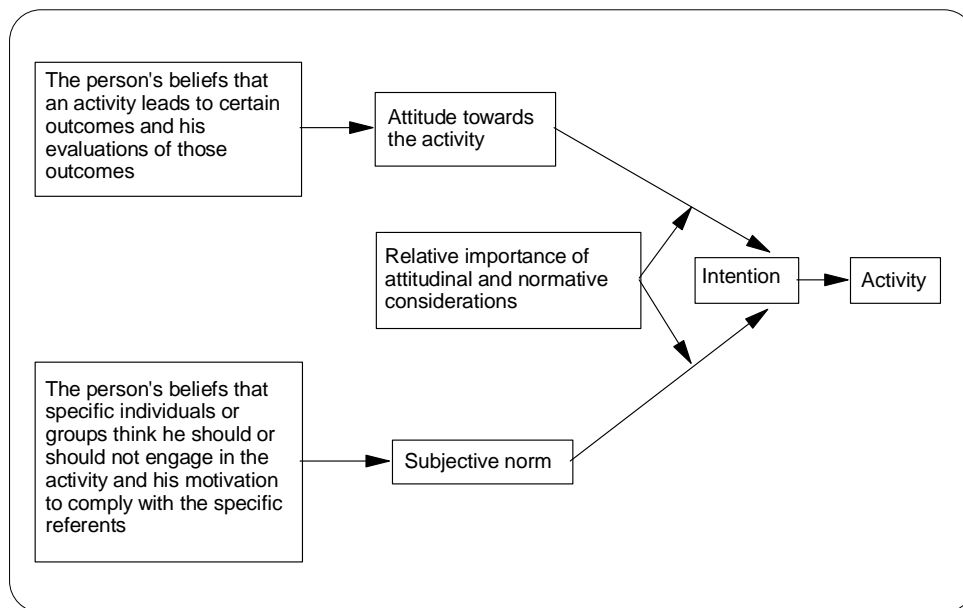 The person's beliefs that
an activity leads to certain
outcomes and his
evaluations of those
outcomes
Attitude towards
the activity
Relative importance of
attitudinal and normative
considerations
Intention
Activity
The person's beliefs that
specific individuals or
groups think he should or
should not engage in the
activity and his motivation
to comply with the specific
referents
Subjective norm